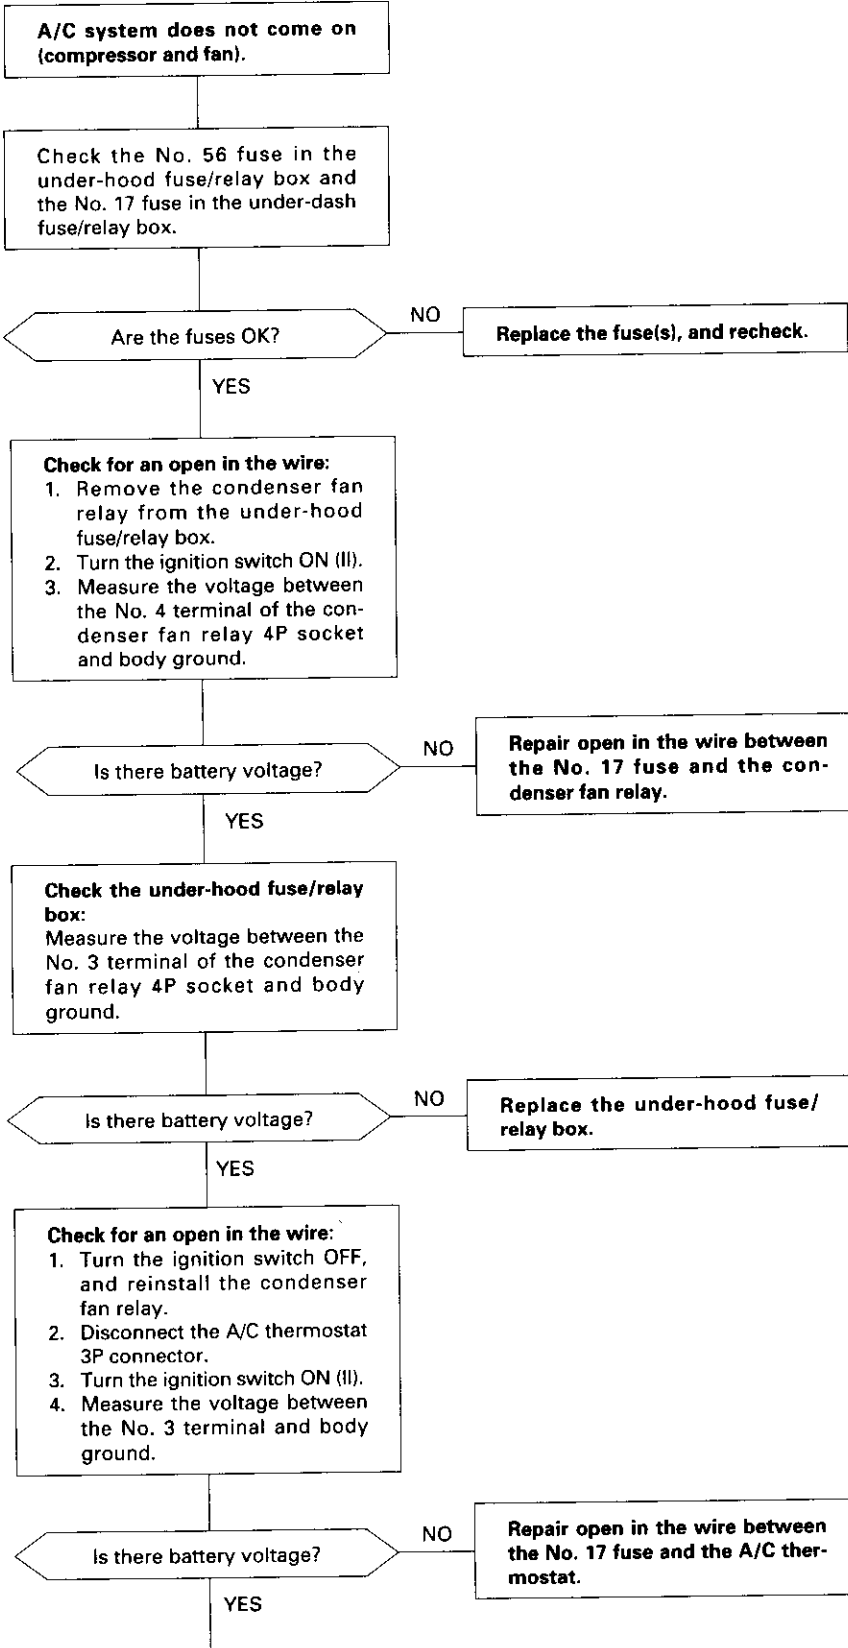 A/C system does not come on
(compressor and fan).
Check the No. 56 fuse in the
under-hood fuse/relay box and
the No. 17 fuse in the under-dash
fuse/relay box.
Are the fuses OK?
NO
Replace the fuse(s), and recheck.
YES
Check for an open in the wire:
1. Remove the condenser fan
relay from the under-hood
fuse/relay box.
2. Turn the ignition switch ON (II).
3. Measure the voltage between
the No. 4 terminal of the con-
denser fan relay 4P socket
and body ground.
Is there battery voltage?
NO
Repair open in the wire between
the No. 17 fuse and the con-
denser fan relay.
YES
Check the under-hood fuse/relay
box:
Measure the voltage between the
No. 3 terminal of the condenser
fan relay 4P socket and body
ground.
Is there battery voltage?
NO
Replace the under-hood fuse/
relay box.
YES
Check for an open in the wire:
1. Turn the ignition switch OFF,
and reinstall the condenser
fan relay.
2. Disconnect the A/C thermostat
3P connector.
3. Turn the ignition switch ON (II).
4. Measure the voltage between
the No. 3 terminal and body
ground.
Is there battery voltage?
NO
Repair open in the wire between
the No. 17 fuse and the A/C ther-
mostat.
YES